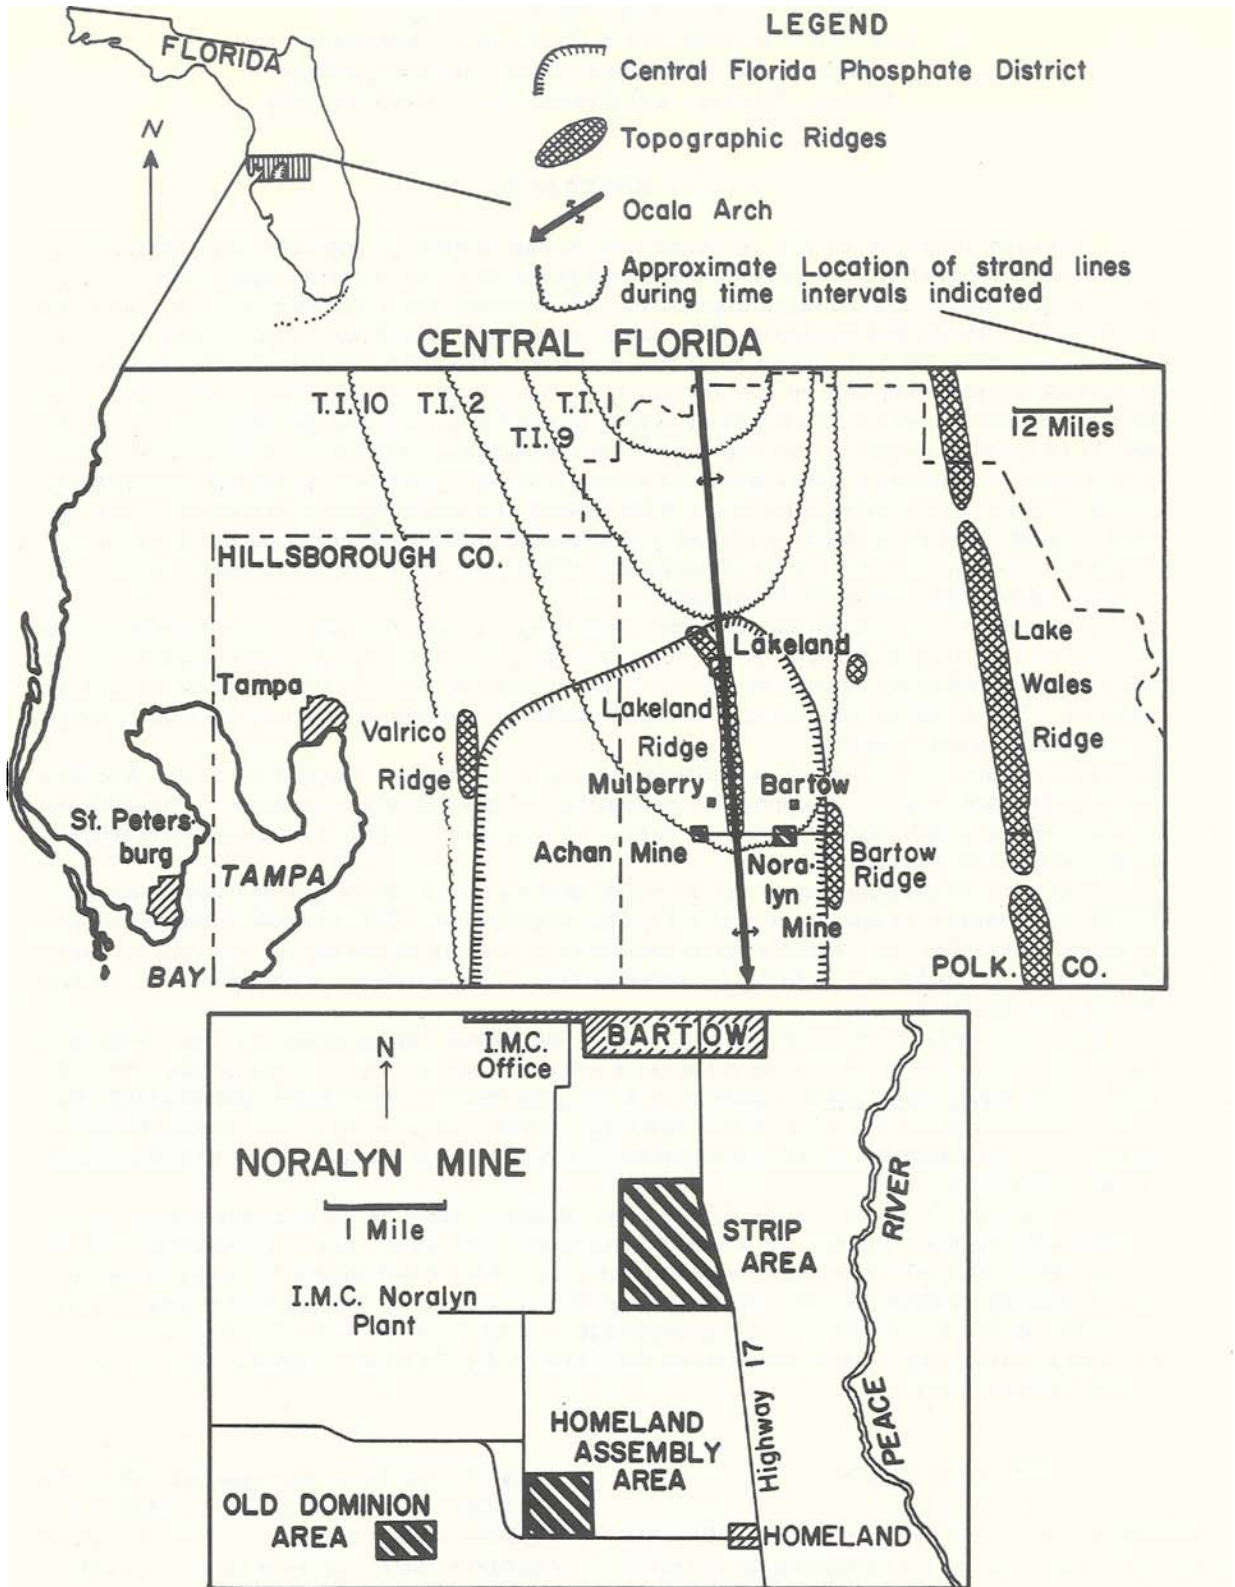 FLORIDA
N
LEGEND
Central Florida Phosphate District
Topographic Ridges
Ocala Arch
Approximate Location of strand lines
during time intervals indicated
CENTRAL FLORIDA
T.I. 10
T.I. 2
T.I. 1
T.I. 9
12 Miles
HILLSBOROUGH CO.
Lakeland
Lake
Wales
Ridge
Tampa
Valrico
Ridge
Lakeland
Ridge
Mulberry
Bartow
St. Peters-
burg
TAMPA
BAY
Achan Mine
Nora-
lyn
Mine
Bartow
Ridge
POLK. CO.
N
I.M.C.
Office
BARTOW
NORALYN MINE
1 Mile
STRIP
AREA
RIVER
PEACE
I.M.C. Noralyn
Plant
Highway 17
HOMELAND
ASSEMBLY
AREA
OLD DOMINION
AREA
HOMELAND